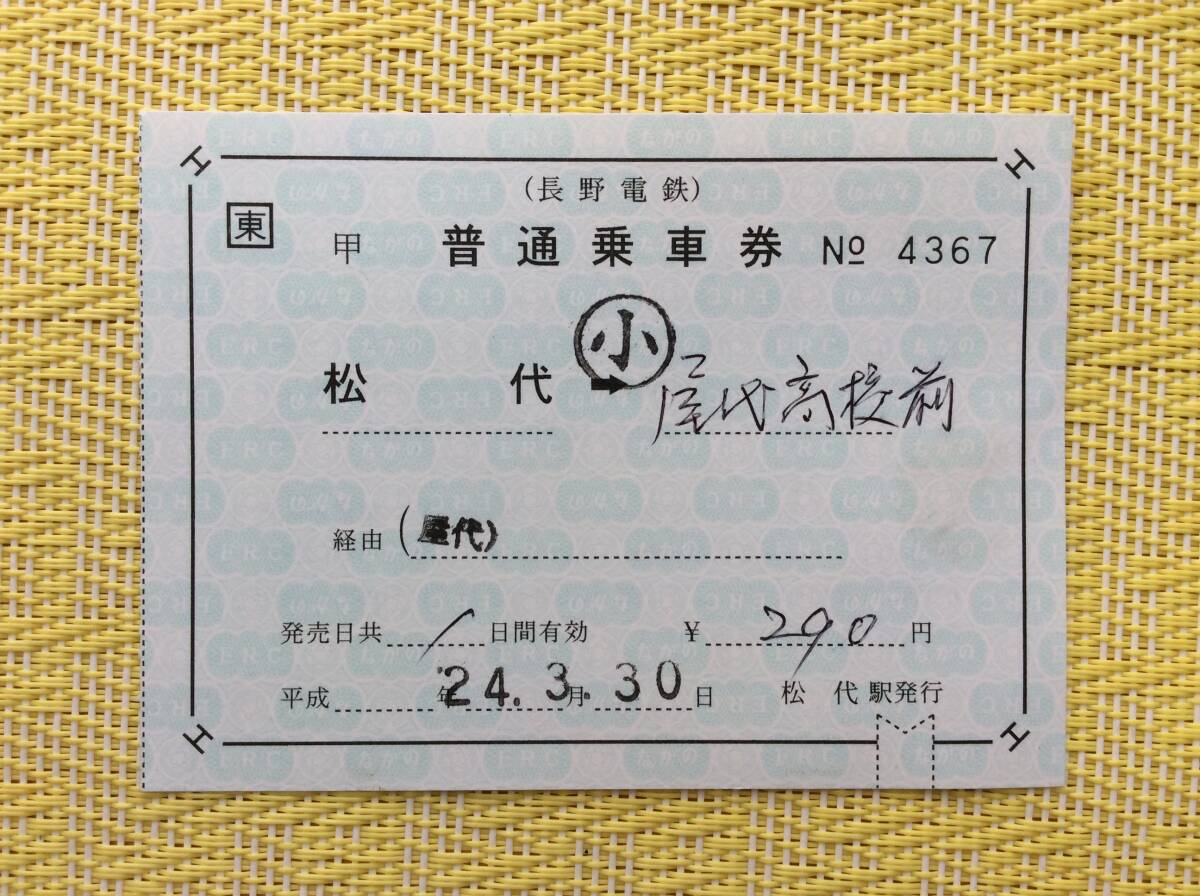 (長野電鉄)
東 甲 普通乗車券 № 4367
小
松代 ➡ 屋代高校前
経由 (屋代)
発売日共 1 日間有効 ¥ 290 円
平成 年 24.3.30 月 日 松代駅発行